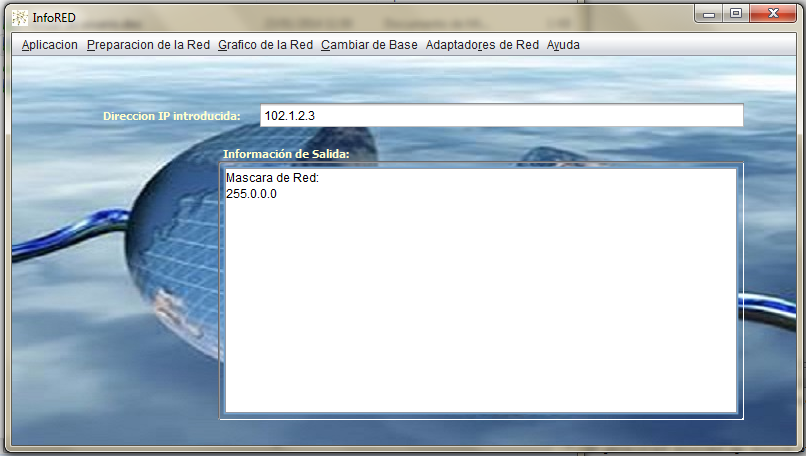 InfoRED
Aplicacion Preparacion de la Red Grafico de la Red Cambiar de Base Adaptadores de Red Ayuda
Direccion IP introducida: 102.1.2.3
Información de Salida:
Mascara de Red:
255.0.0.0